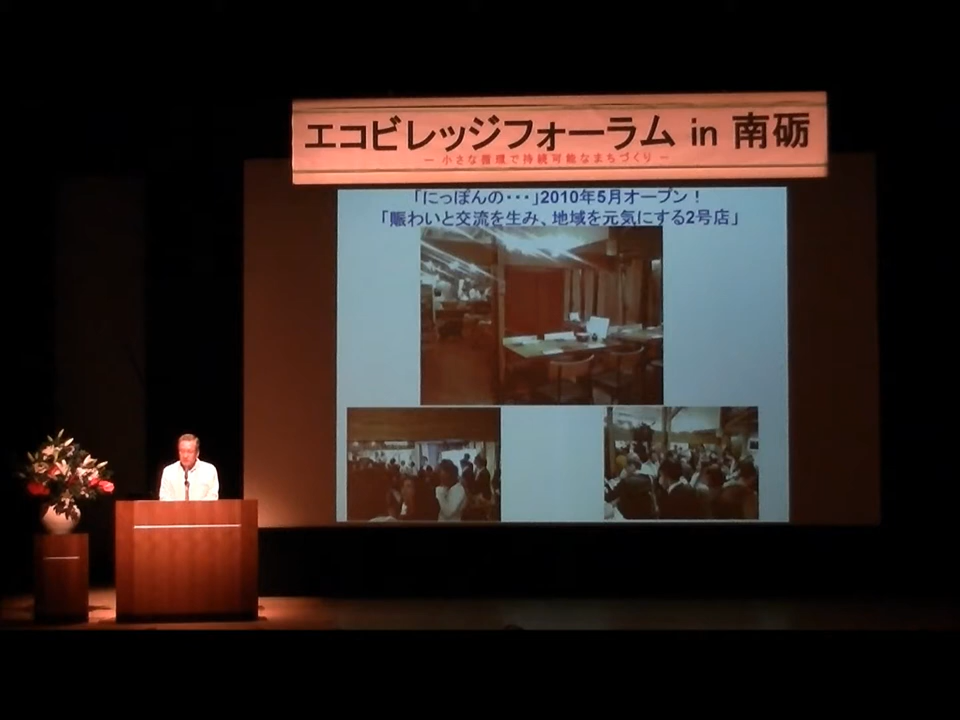 エコビレッジフォーラム in 南砺
－ 小さな循環で持続可能なまちづくり －
「にっぽんの・・・」2010年5月オープン！
「賑わいと交流を生み、地域を元気にする2号店」